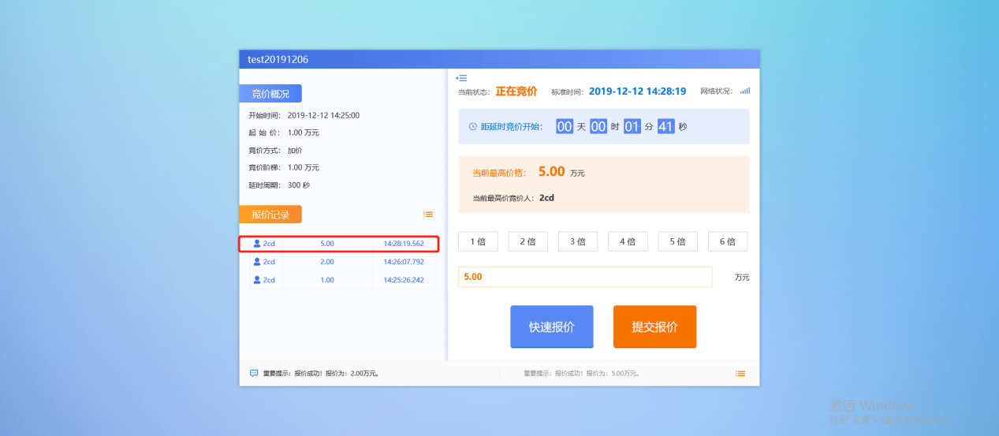 test20191206
竞价概况
开始时间： 2019-12-12 14:25:00
起 始 价： 1.00 万元
竞价方式： 加价
竞价阶梯： 1.00 万元
延时周期： 300 秒
报价记录
2cd 5.00 14:28:19.562
2cd 2.00 14:26:07.792
2cd 1.00 14:25:26.242
当前状态： 正在竞价 标准时间： 2019-12-12 14:28:19 网络状况：
距延时竞价开始： 00 天 00 时 01 分 41 秒
当前最高价格： 5.00 万元
当前最高价竞价人： 2cd
1 倍 2 倍 3 倍 4 倍 5 倍 6 倍
5.00 万元
快速报价 提交报价
重要提示：报价成功！报价为：2.00万元。 重要提示：报价成功！报价为：5.00万元。
激活 Windows